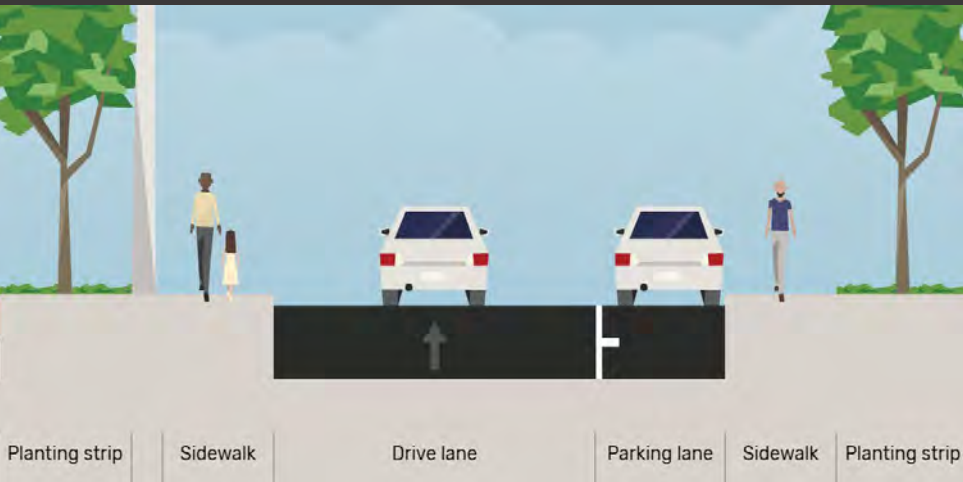 Planting strip
Sidewalk
Drive lane
Parking lane
Sidewalk
Planting strip